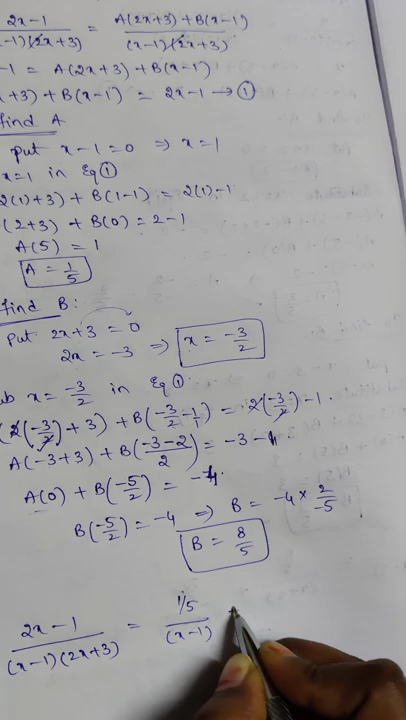 2x-1/(x-1)(2x+3) = A(2x+3)+B(x-1)/(x-1)(2x+3)
-1 = A(2x+3)+B(x-1)
x+3)+B(x-1) = 2x-1 → ①
find A
put x-1=0 ⇒ x=1
x=1 in Eq ①
2(1)+3)+B(1-1) = 2(1)-1
(2+3)+B(0) = 2-1
A(5) = 1
A = 1/5
find B:
Put 2x+3 = 0
2x = -3 ⇒ x = -3/2
ub x = -3/2 in Eq ①
(2(-3/2)+3)+B(-3/2-1/1) = 2(-3/2)-1
A(-3+3)+B(-3-2/2) = -3-1
A(0)+B(-5/2) = -4
B(-5/2) = -4 ⇒ B = -4×2/-5
B = 8/5
2x-1/(x-1)(2x+3) = 1/5/(x-1)